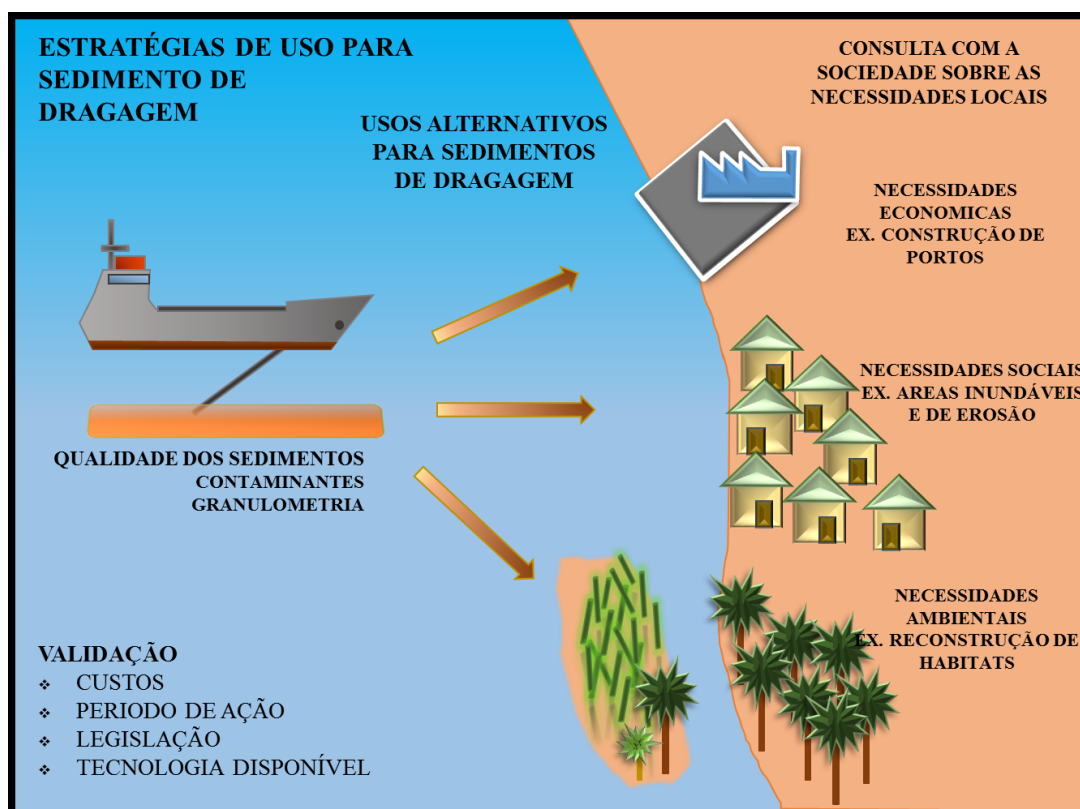 ESTRATÉGIAS DE USO PARA
SEDIMENTO DE
DRAGAGEM
USOS ALTERNATIVOS
PARA SEDIMENTOS
DE DRAGAGEM
CONSULTA COM A
SOCIEDADE SOBRE AS
NECESSIDADES LOCAIS
NECESSIDADES
ECONOMICAS
EX. CONSTRUÇÃO DE
PORTOS
NECESSIDADES SOCIAIS
EX. AREAS INUNDÁVEIS
E DE EROSÃO
QUALIDADE DOS SEDIMENTOS
CONTAMINANTES
GRANULOMETRIA
NECESSIDADES
AMBIENTAIS
EX. RECONSTRUÇÃO DE
HABITATS
VALIDAÇÃO
❖ CUSTOS
❖ PERIODO DE AÇÃO
❖ LEGISLAÇÃO
❖ TECNOLOGIA DISPONÍVEL